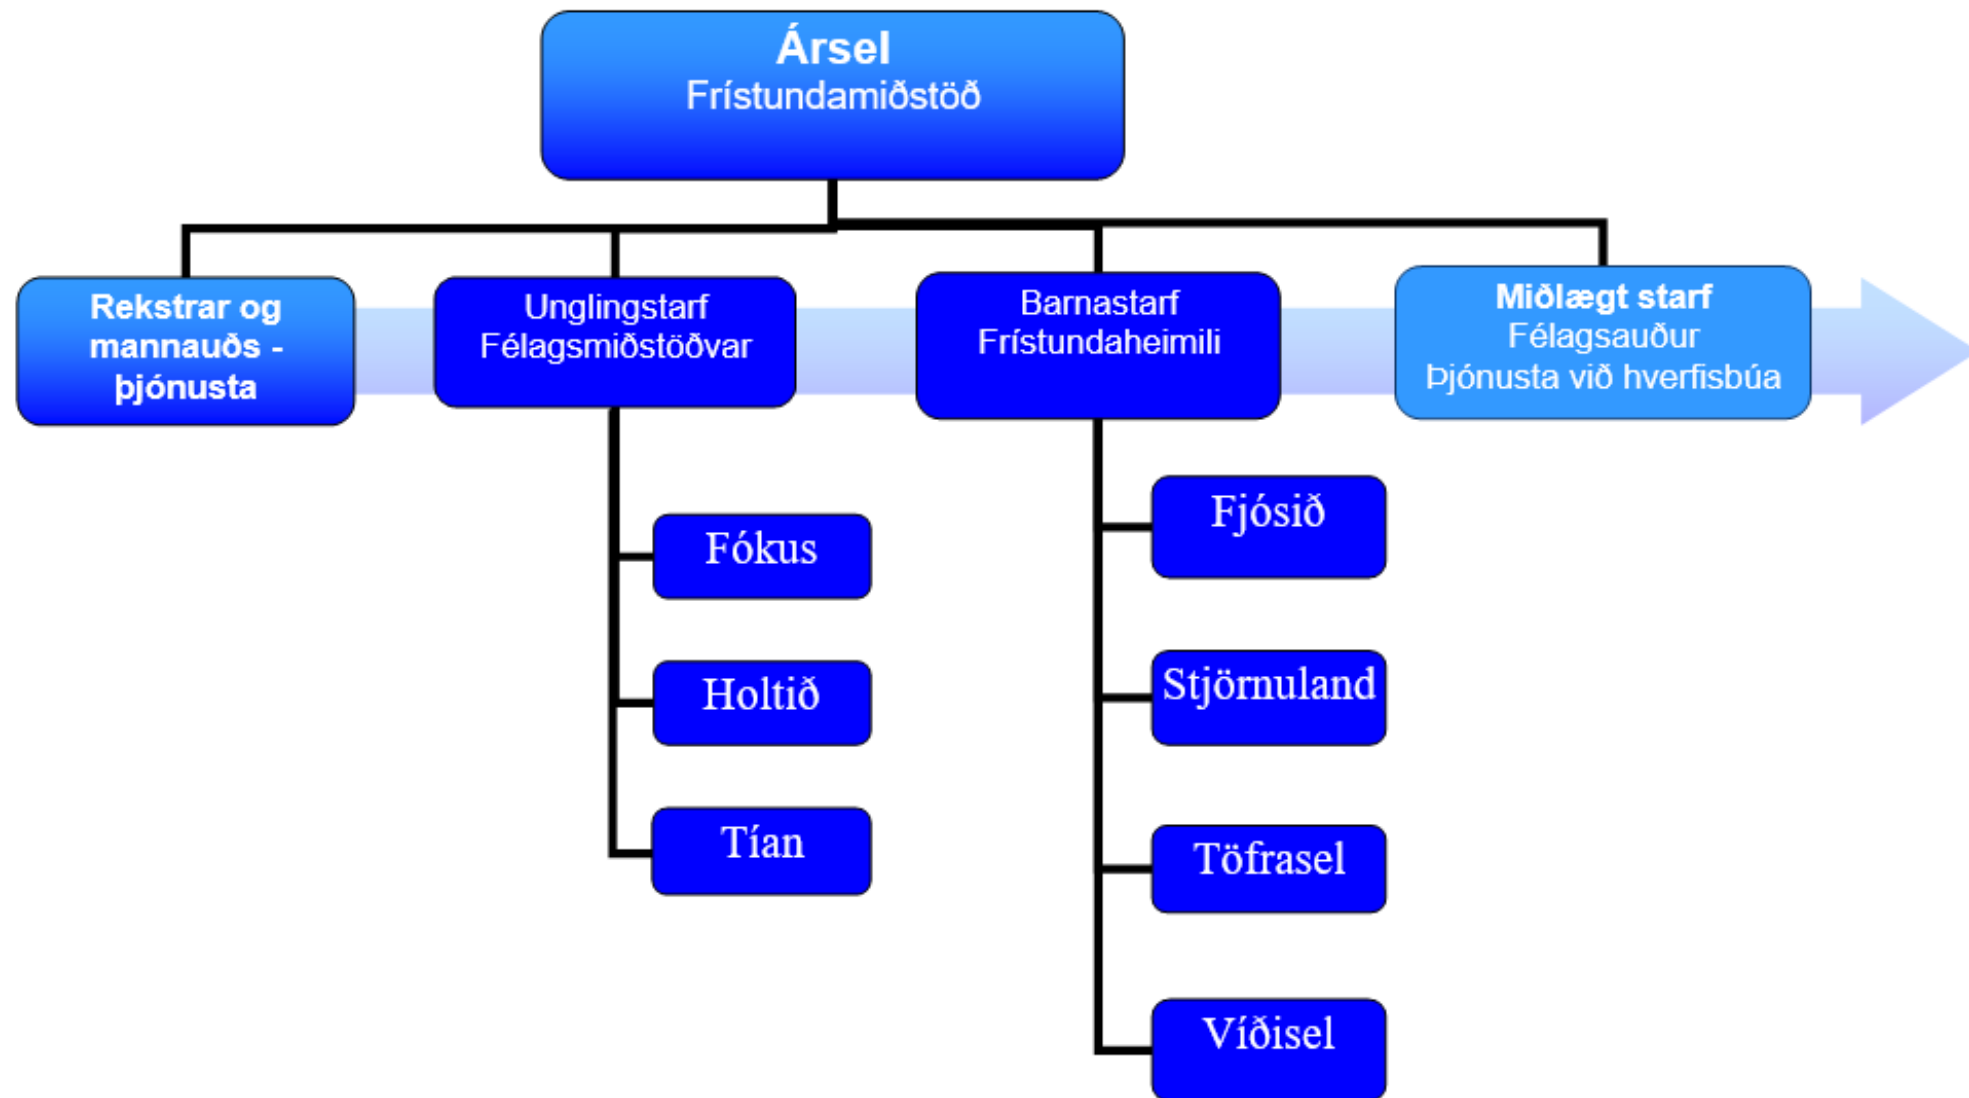 Ársel
Frístundamiðstöð
Rekstrar og
mannauðs -
þjónusta
Unglingstarf
Félagsmiðstöðvar
Barnastarf
Frístundaheimili
Miðlægt starf
Félagsauður
Þjónusta við hverfisbúa
Fókus
Holtið
Tían
Fjósið
Stjörnuland
Töfrasel
Víðisel